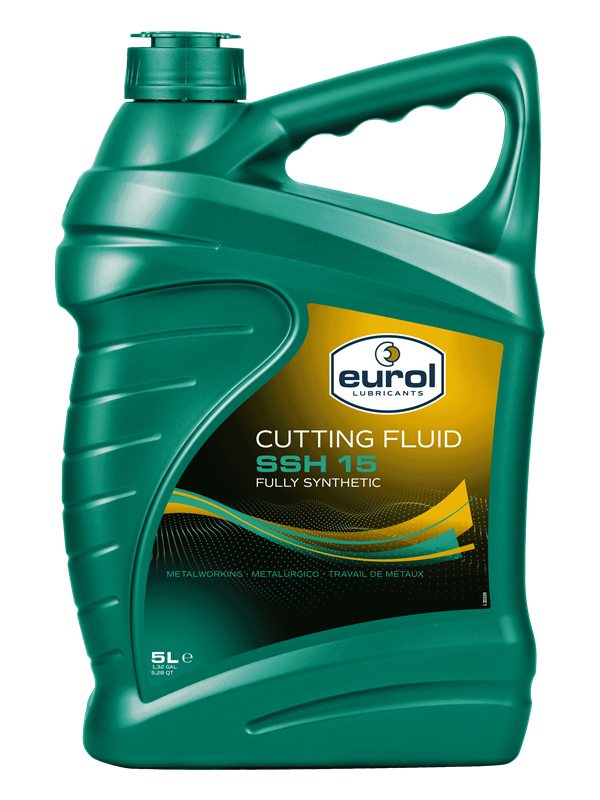 eurol
LUBRICANTS
CUTTING FLUID
SSH 15
FULLY SYNTHETIC
METALWORKING · METALÚRGICO · TRAVAIL DE MÉTAUX
5L e
1,32 GAL
5,28 QT